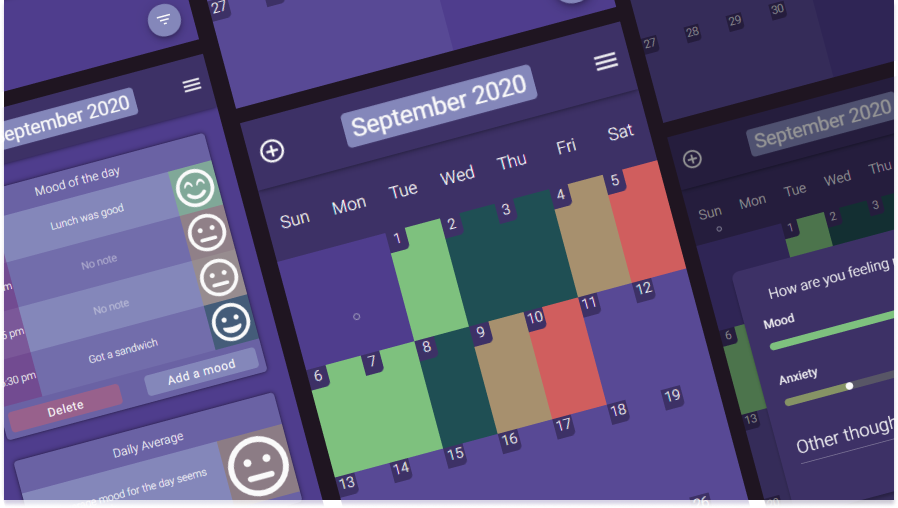 27
September 2020
Mood of the day
Lunch was good
No note
No note
5 pm
Got a sandwich
:30 pm
Delete
Add a mood
Daily Average
mood for the day seems
September 2020
Sun Mon Tue Wed Thu Fri Sat
1 2 3 4 5
6 7 8 9 10 11 12
13 14 15 16 17 18 19
26
27 28 29 30
September 2020
Sun Mon Tue Wed Thu
1 2 3
6
13
How are you feeling
Mood
Anxiety
Other though